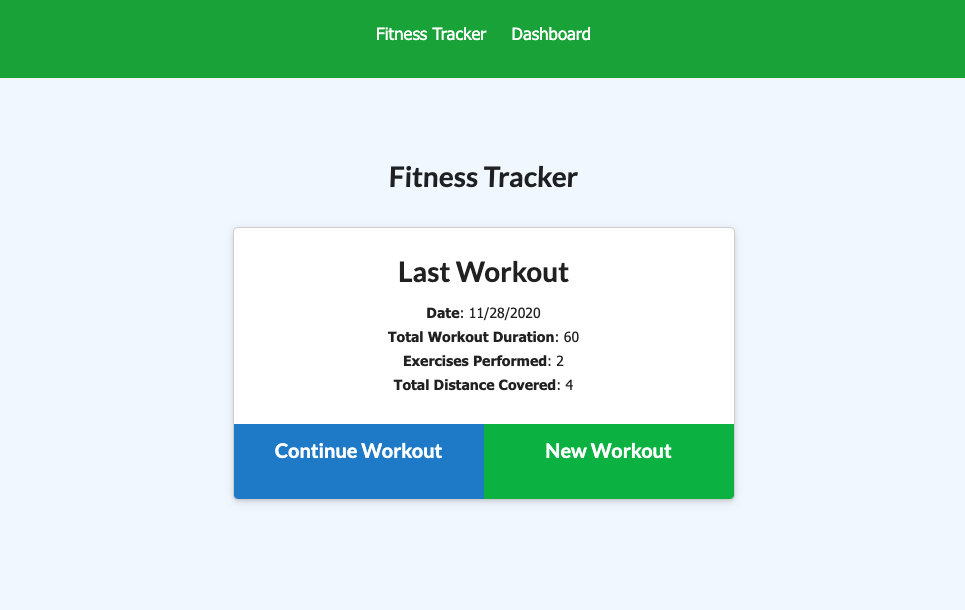 Fitness Tracker Dashboard
Fitness Tracker
Last Workout
Date: 11/28/2020
Total Workout Duration: 60
Exercises Performed: 2
Total Distance Covered: 4
Continue Workout New Workout